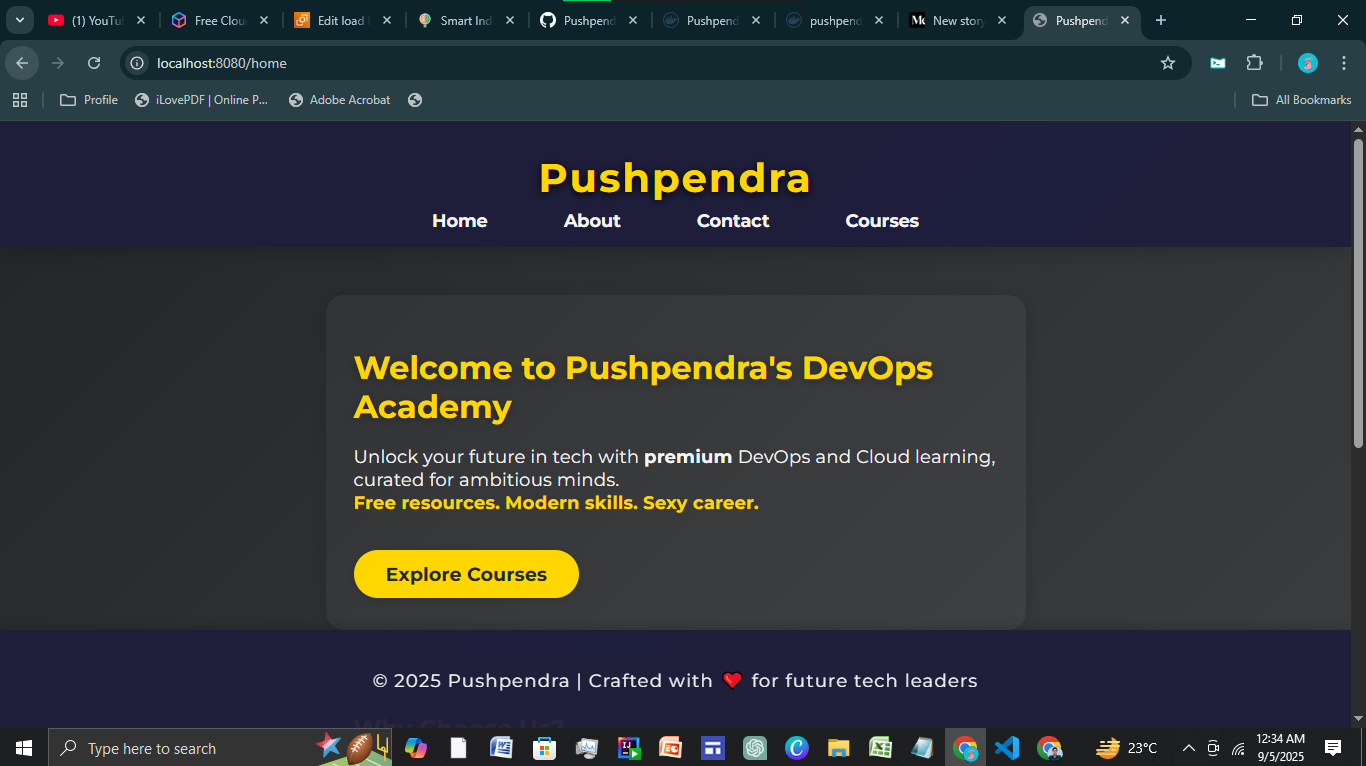 (1) YouTu
Free Clou
Edit load
Smart Ind
Pushpend
Pushpend
pushpend
New story
Pushpend
localhost:8080/home
Profile
iLovePDF | Online P...
Adobe Acrobat
All Bookmarks
Pushpendra
Home About Contact Courses
Welcome to Pushpendra's DevOps
Academy
Unlock your future in tech with premium DevOps and Cloud learning,
curated for ambitious minds.
Free resources. Modern skills. Sexy career.
Explore Courses
© 2025 Pushpendra | Crafted with ❤️ for future tech leaders
Why Choose Us?
Type here to search
23°C
12:34 AM
9/5/2025